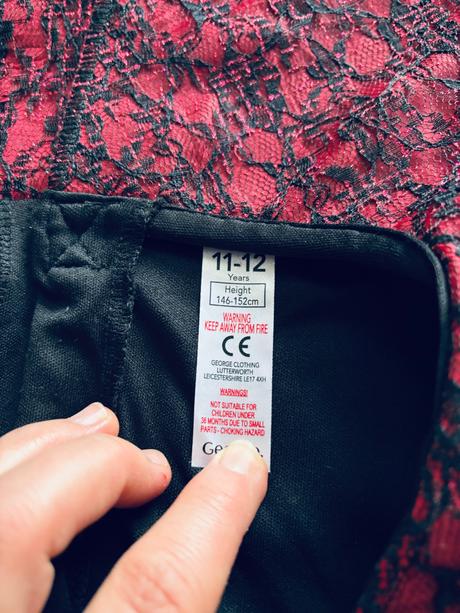 11-12
Years
Height
146-152cm
WARNING
KEEP AWAY FROM FIRE
CE
GEORGE CLOTHING
LUTTERWORTH
LEICESTERSHIRE LE17 4XH
WARNINGS!
NOT SUITABLE FOR
CHILDREN UNDER
36 MONTHS DUE TO SMALL
PARTS - CHOKING HAZARD